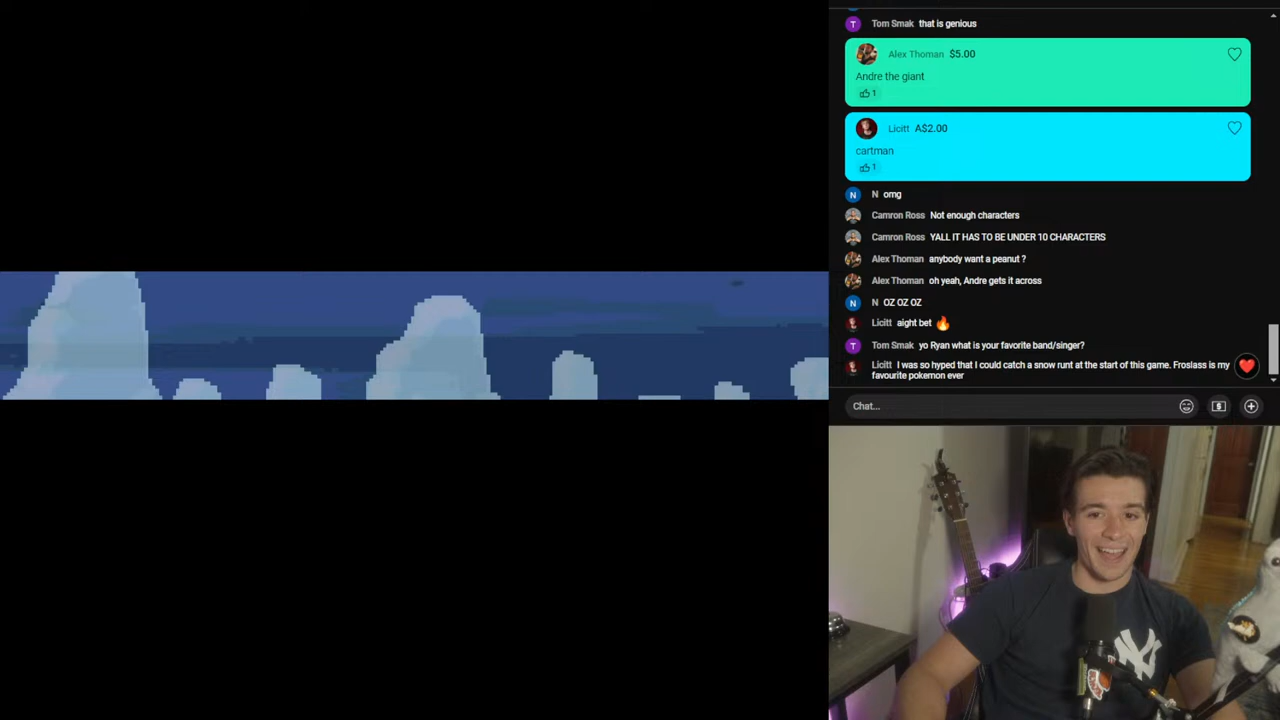 Tom Smak that is genious
Alex Thoman $5.00
Andre the giant
1
Licitt A$2.00
cartman
1
N N omg
Camron Ross Not enough characters
Camron Ross YALL IT HAS TO BE UNDER 10 CHARACTERS
Alex Thoman anybody want a peanut ?
Alex Thoman oh yeah, Andre gets it across
N N OZ OZ OZ
Licitt aight bet 🔥
T Tom Smak yo Ryan what is your favorite band/singer?
Licitt I was so hyped that I could catch a snow runt at the start of this game. Froslass is my
favourite pokemon ever
Chat...